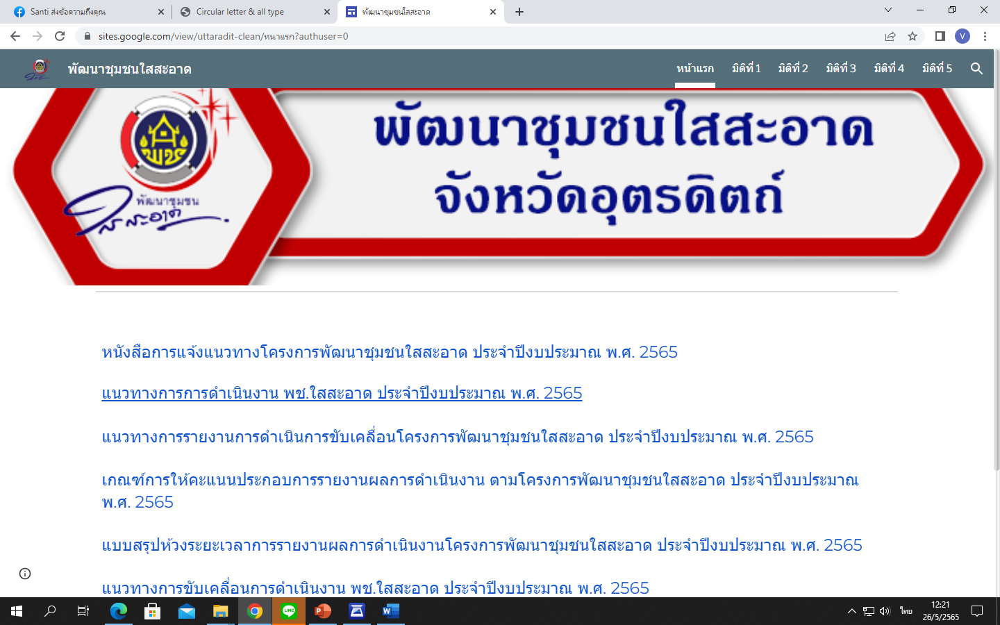 Santi ส่งข้อความถึงคุณ
Circular letter & all type
พัฒนาชุมชนใสสะอาด
sites.google.com/view/uttaradit-clean/หน้าแรก?authuser=0
V
พัฒนาชุมชนใสสะอาด
หน้าแรก
มิติที่ 1
มิติที่ 2
มิติที่ 3
มิติที่ 4
มิติที่ 5
พัฒนาชุมชนใสสะอาด
จังหวัดอุตรดิตถ์
พช
พัฒนาชุมชน
ใสสะอาด
หนังสือการแจ้งแนวทางโครงการพัฒนาชุมชนใสสะอาด ประจำปีงบประมาณ พ.ศ. 2565
แนวทางการการดำเนินงาน พช.ใสสะอาด ประจำปีงบประมาณ พ.ศ. 2565
แนวทางการรายงานการดำเนินการขับเคลื่อนโครงการพัฒนาชุมชนใสสะอาด ประจำปีงบประมาณ พ.ศ. 2565
เกณฑ์การให้คะแนนประกอบการรายงานผลการดำเนินงาน ตามโครงการพัฒนาชุมชนใสสะอาด ประจำปีงบประมาณ
พ.ศ. 2565
แบบสรุปห้วงระยะเวลาการรายงานผลการดำเนินงานโครงการพัฒนาชุมชนใสสะอาด ประจำปีงบประมาณ พ.ศ. 2565
แนวทางการขับเคลื่อนการดำเนินงาน พช.ใสสะอาด ประจำปีงบประมาณ พ.ศ. 2565
LINE
P
W
ไทย
12:21
26/5/2565